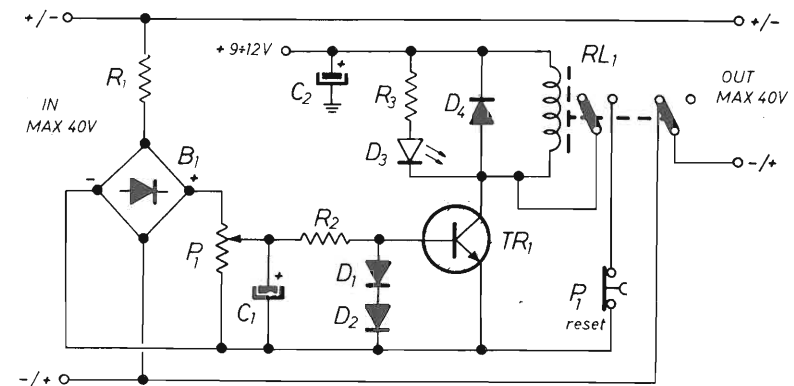 +/-
+/-
+ 9÷12V
RL1
R1
C2
+
R3
D4
OUT
MAX 40V
IN
MAX 40V
D3
B1
-
+
-/+
R2
P1
TR1
D1
+
C1
D2
P1
reset
-/+